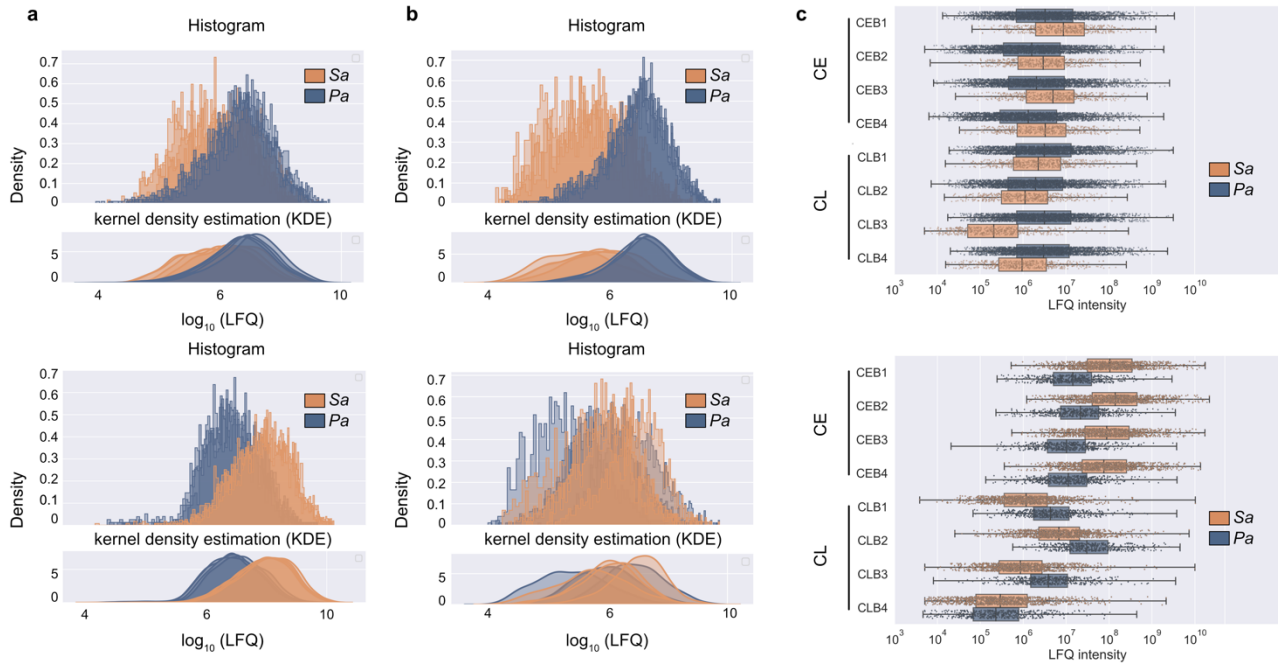 a
Histogram
Density
0.7
0.6
0.5
0.4
0.3
0.2
0.1
0
Sa
Pa
kernel density estimation (KDE)
5
0
4
6
10
log10 (LFQ)
Histogram
Density
0.7
0.6
0.5
0.4
0.3
0.2
0.1
0
Sa
Pa
kernel density estimation (KDE)
5
0
4
6
10
log10 (LFQ)
b
Histogram
Density
0.7
0.6
0.5
0.4
0.3
0.2
0.1
0
Sa
Pa
kernel density estimation (KDE)
5
0
4
6
10
log10 (LFQ)
Histogram
Density
0.7
0.6
0.5
0.4
0.3
0.2
0.1
0
Sa
Pa
kernel density estimation (KDE)
5
0
4
6
10
log10 (LFQ)
c
CE
CEB1
CEB2
CEB3
CEB4
CL
CLB1
CLB2
CLB3
CLB4
Sa
Pa
10^3 10^4 10^5 10^6 10^7 10^8 10^9 10^10
LFQ intensity
CE
CEB1
CEB2
CEB3
CEB4
CL
CLB1
CLB2
CLB3
CLB4
Sa
Pa
10^3 10^4 10^5 10^6 10^7 10^8 10^9 10^10
LFQ intensity